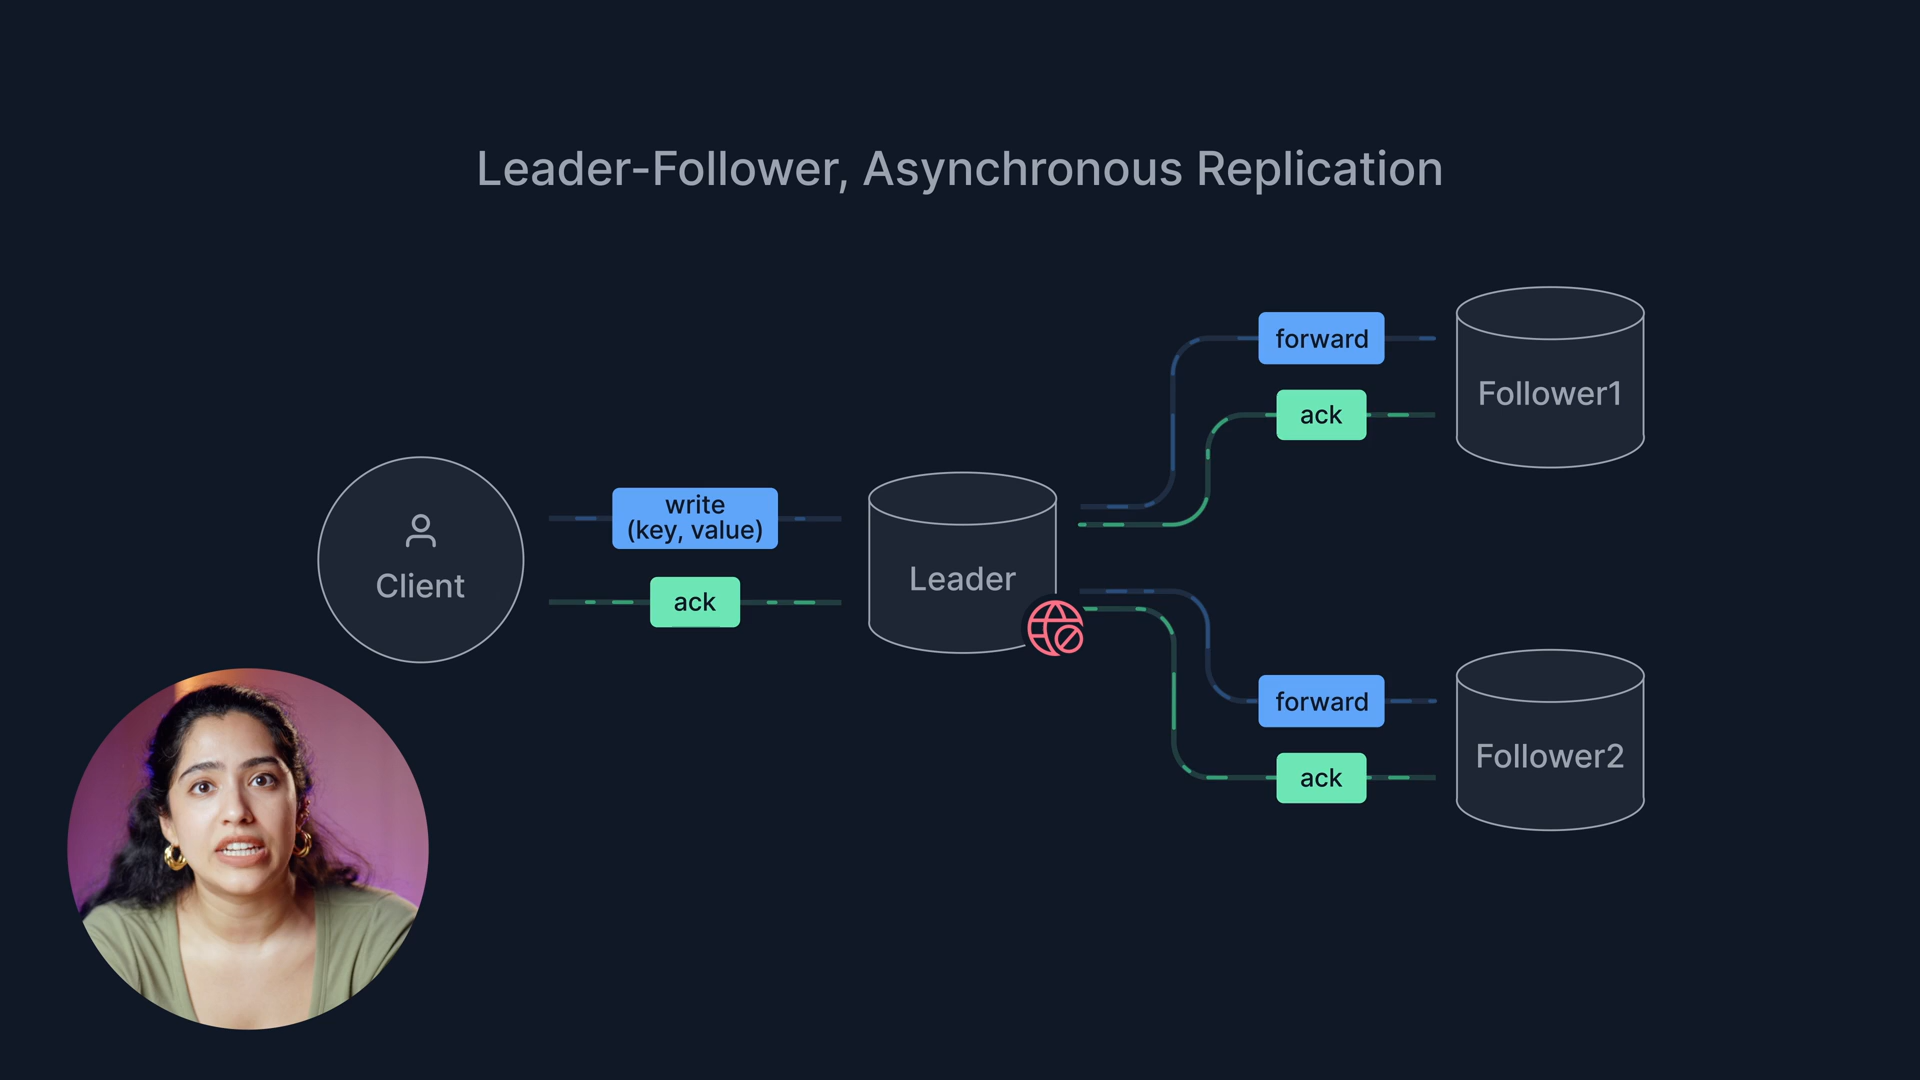 Leader-Follower, Asynchronous Replication
forward
Follower1
ack
write
(key, value)
Client
ack
Leader
forward
Follower2
ack